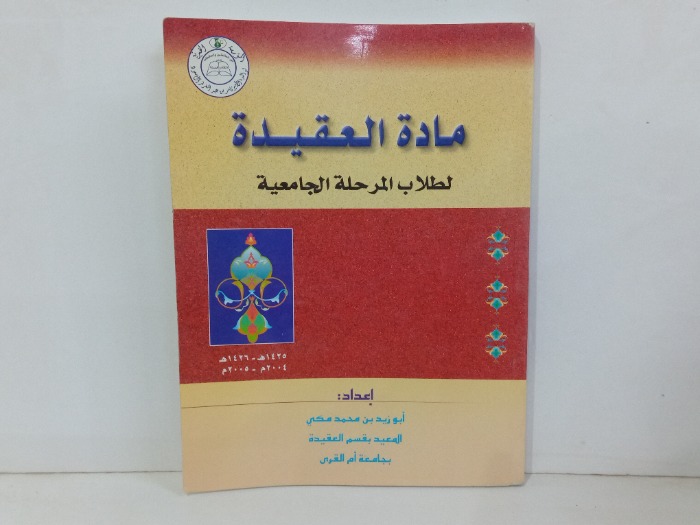 مادة العقيدة
لطلاب المرحلة الجامعية
١٤٢٥هـ - ١٤٢٦هـ
٢٠٠٤م - ٢٠٠٥م
إعداد:
أبو زيد بن محمد مكي
المعيد بقسم العقيدة
بجامعة أم القرى